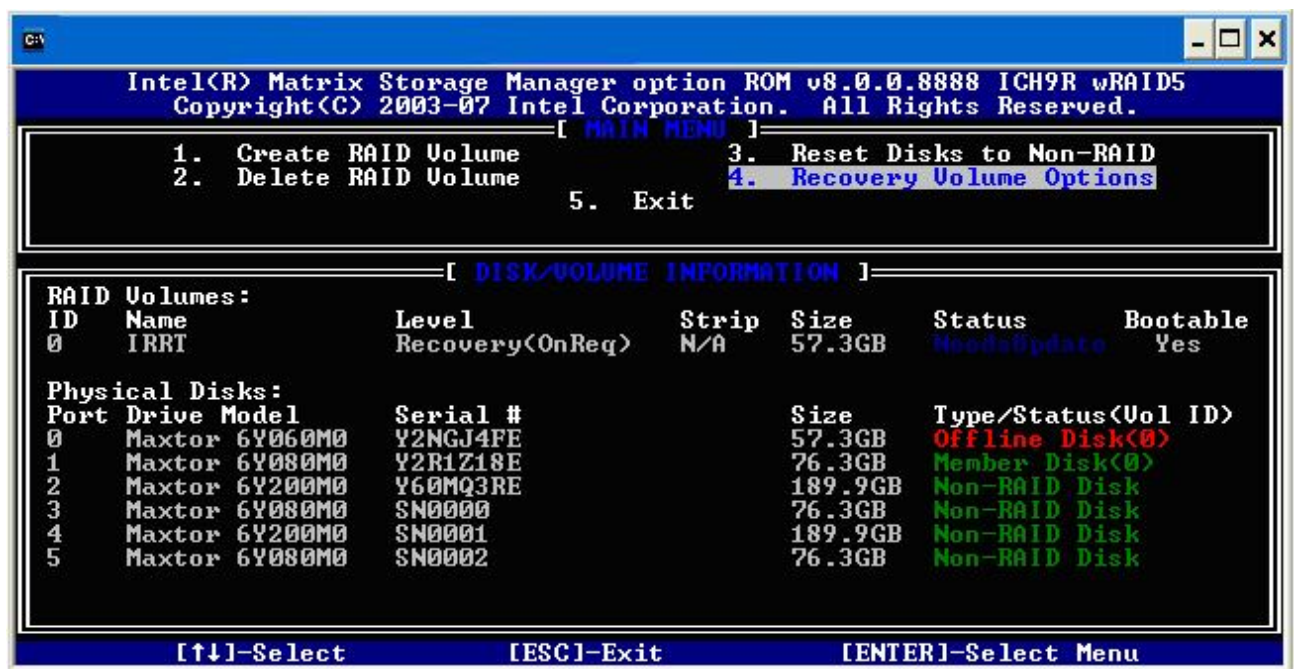 C:\
Intel(R) Matrix Storage Manager option ROM v8.0.0.8888 ICH9R wRAID5
Copyright(C) 2003-07 Intel Corporation. All Rights Reserved.
[ MAIN MENU ]
1. Create RAID Volume 3. Reset Disks to Non-RAID
2. Delete RAID Volume 4. Recovery Volume Options
5. Exit
[ DISK/VOLUME INFORMATION ]
RAID Volumes:
ID Name Level Strip Size Status Bootable
0 IRRT Recovery(OnReq) N/A 57.3GB NeedsUpdate Yes
Physical Disks:
Port Drive Model Serial # Size Type/Status(Vol ID)
0 Maxtor 6Y060M0 Y2NGJ4FE 57.3GB Offline Disk(0)
1 Maxtor 6Y080M0 Y2R1Z18E 76.3GB Member Disk(0)
2 Maxtor 6Y200M0 Y60MQ3RE 189.9GB Non-RAID Disk
3 Maxtor 6Y080M0 SN0000 76.3GB Non-RAID Disk
4 Maxtor 6Y200M0 SN0001 189.9GB Non-RAID Disk
5 Maxtor 6Y080M0 SN0002 76.3GB Non-RAID Disk
[↑↓]-Select [ESC]-Exit [ENTER]-Select Menu